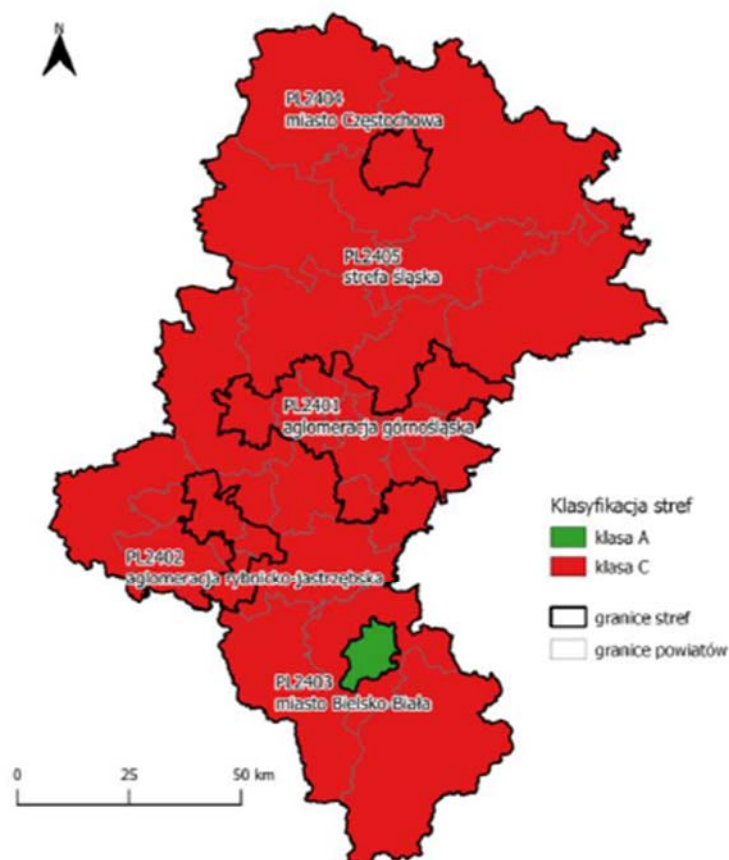 N
PL2404
miasto Częstochowa
PL2405
strefa śląska
PL2401
aglomeracja górnośląska
Klasyfikacja stref
klasa A
klasa C
granice stref
granice powiatów
PL2402
aglomeracja rybnicko-jastrzębska
PL2403
miasto Bielsko Biała
0 25 50 km